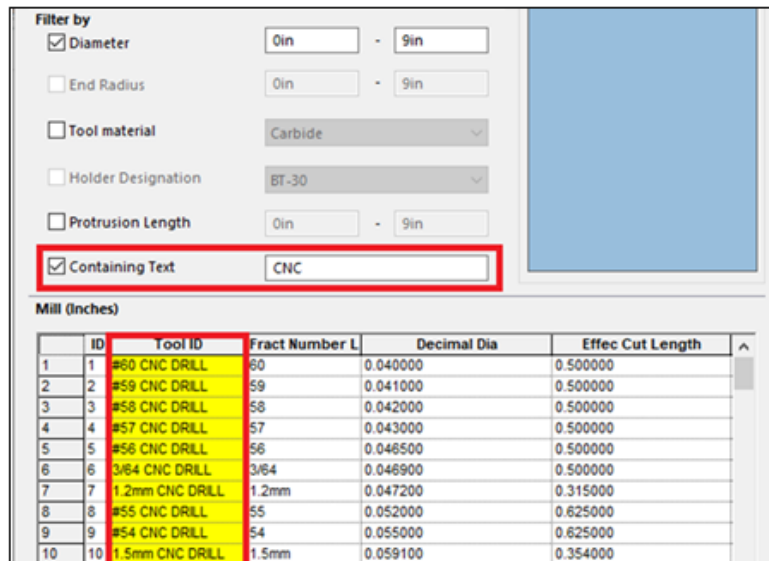 Filter by
Diameter 0in - 9in
End Radius 0in - 9in
Tool material Carbide
Holder Designation BT-30
Protrusion Length 0in - 9in
Containing Text CNC
Mill (Inches)
ID Tool ID Fract Number L Decimal Dia Effec Cut Length
1 1 #60 CNC DRILL 60 0.040000 0.500000
2 2 #59 CNC DRILL 59 0.041000 0.500000
3 3 #58 CNC DRILL 58 0.042000 0.500000
4 4 #57 CNC DRILL 57 0.043000 0.500000
5 5 #56 CNC DRILL 56 0.046500 0.500000
6 6 3/64 CNC DRILL 3/64 0.046900 0.500000
7 7 1.2mm CNC DRILL 1.2mm 0.047200 0.315000
8 8 #55 CNC DRILL 55 0.052000 0.625000
9 9 #54 CNC DRILL 54 0.055000 0.625000
10 10 1.5mm CNC DRILL 1.5mm 0.059100 0.354000